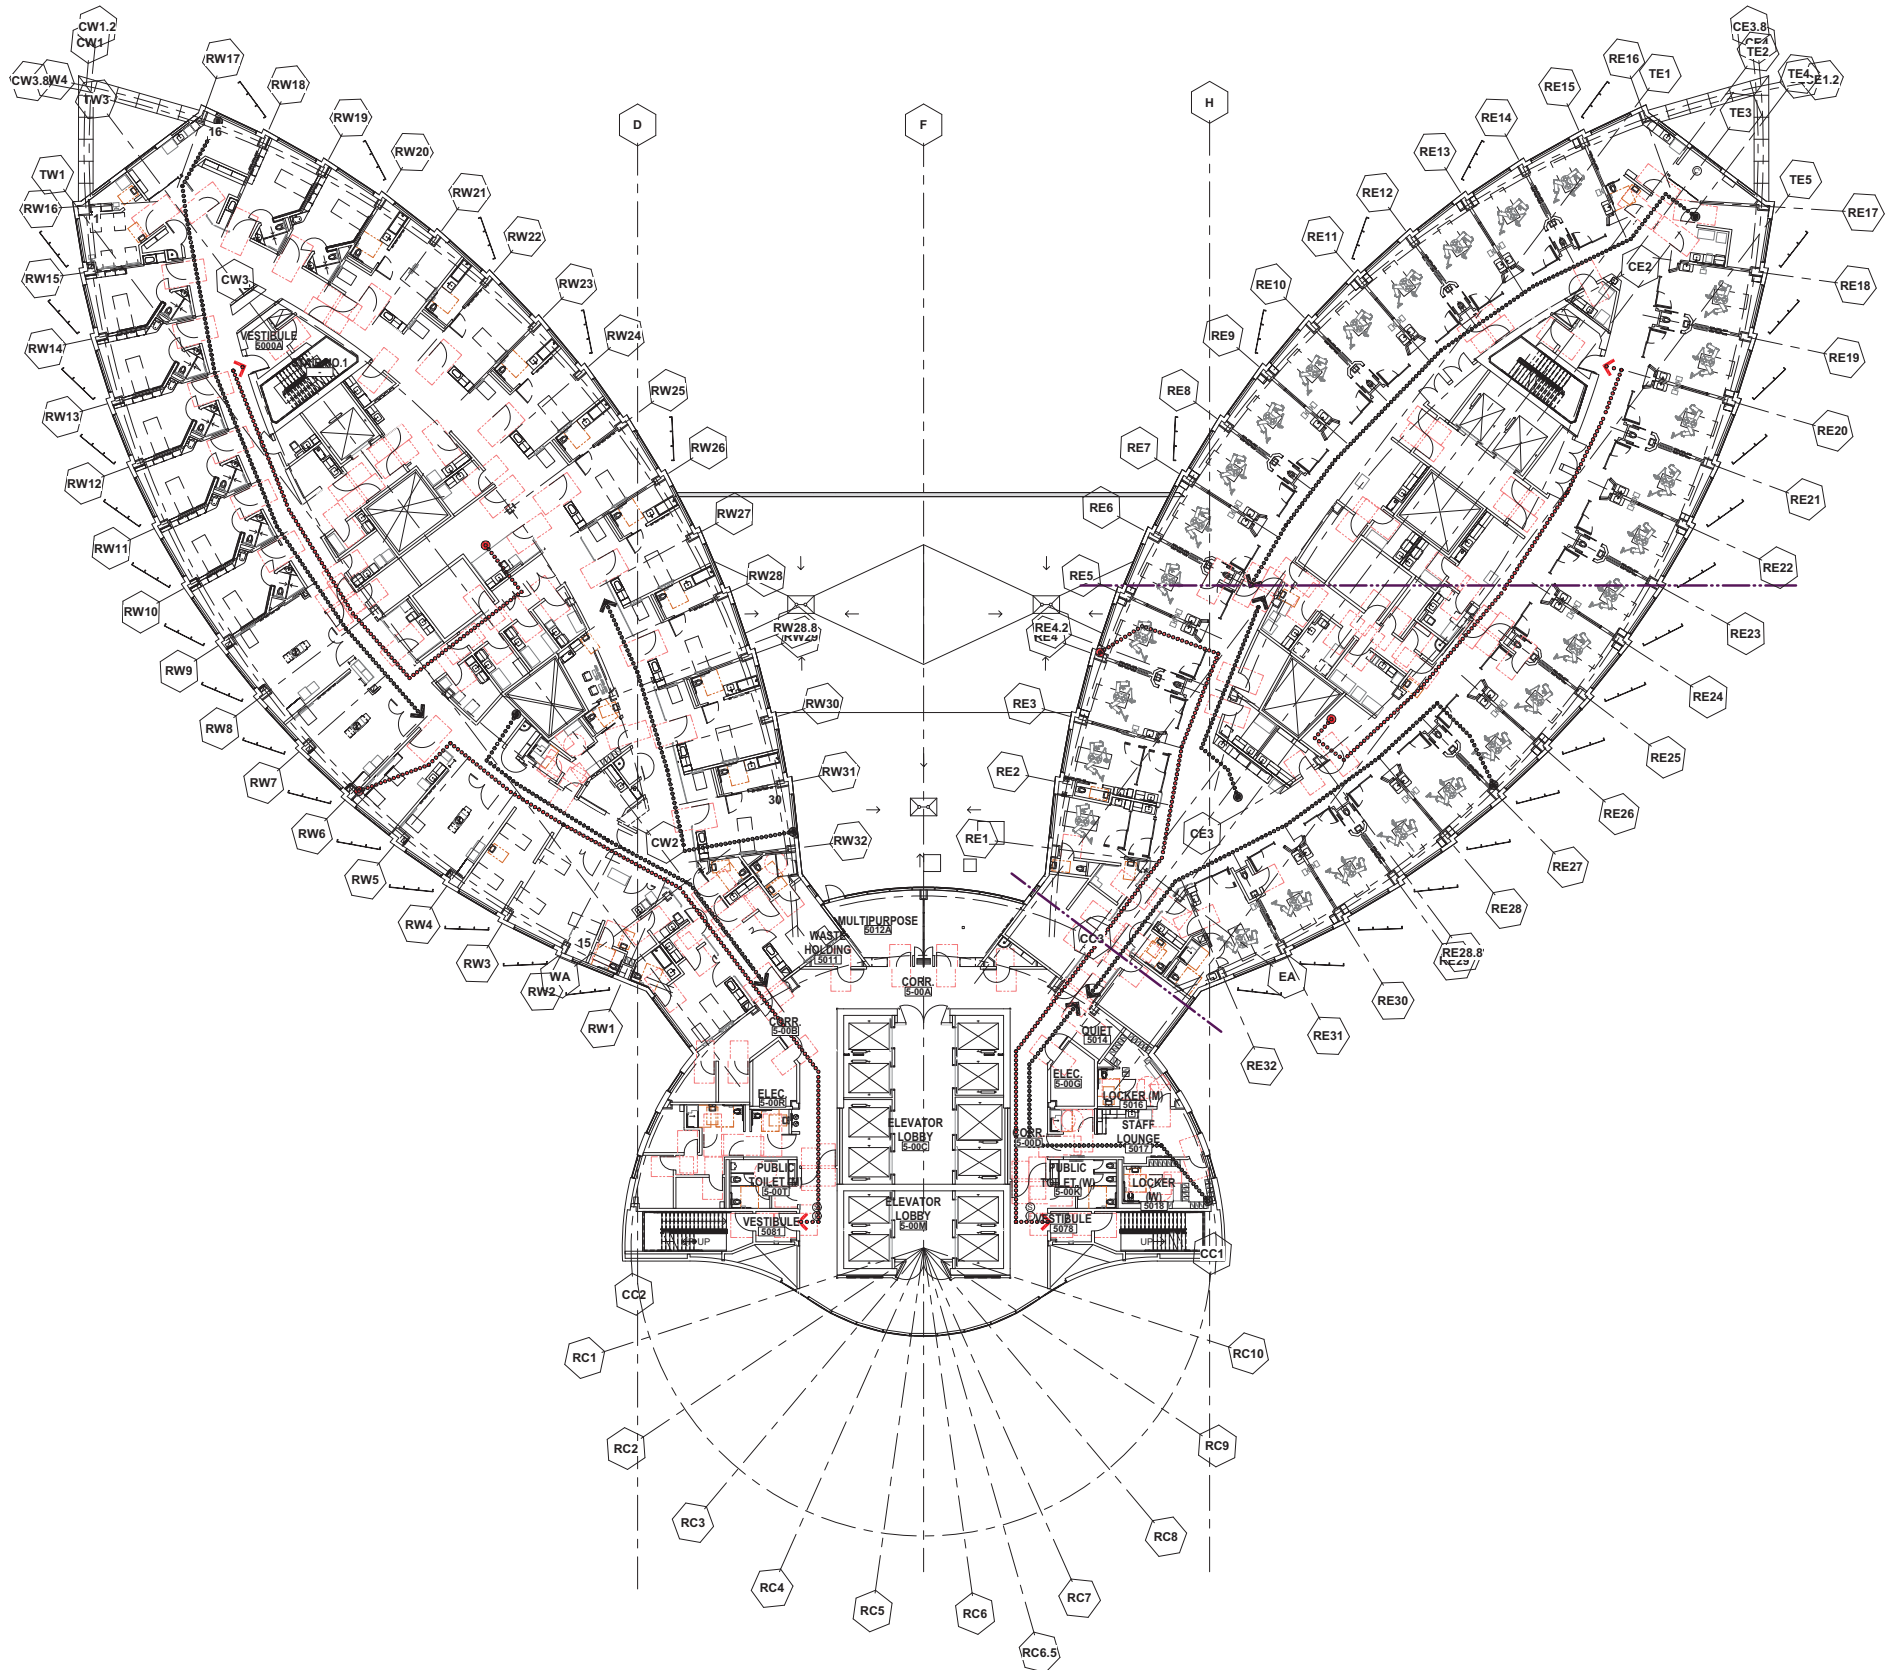 CW1.2
CW1
CW3.8
W4
TW3
RW17
RW18
RW19
RW20
RW21
RW22
RW23
RW24
RW25
RW26
RW27
RW28
RW28.8
RW29
RW30
RW31
RW32
TW1
RW16
RW15
RW14
RW13
RW12
RW11
RW10
RW9
RW8
RW7
RW6
RW5
RW4
RW3
RW2
WA
RW1
16
1
15
30
CW3
CW2
VESTIBULE
5000A
D
F
H
CE3.8
TE2
TE4
CE1.2
TE3
TE1
TE5
RE16
RE15
RE14
RE13
RE12
RE11
RE10
RE9
RE8
RE7
RE6
RE5
RE4.2
RE4
RE3
RE2
RE1
RE17
RE18
RE19
RE20
RE21
RE22
RE23
RE24
RE25
RE26
RE27
RE28
RE28.8
RE29
RE30
RE31
RE32
EA
CE2
CE3
CC3
MULTIPURPOSE
5012A
WASTE
HOLDING
5011
CORR.
5-00A
CORR.
5-00B
QUIET
5014
ELEC.
5-00R
ELEC.
5-00G
LOCKER (M)
5016
STAFF
LOUNGE
5017
CORR.
5-00D
ELEVATOR
LOBBY
5-00C
ELEVATOR
LOBBY
5-00M
PUBLIC
TOILET (M)
5-00T
PUBLIC
TOILET (W)
5-00K
LOCKER
(W)
5018
VESTIBULE
5081
VESTIBULE
5078
UP
UP
CC1
CC2
RC1
RC2
RC3
RC4
RC5
RC6
RC6.5
RC7
RC8
RC9
RC10